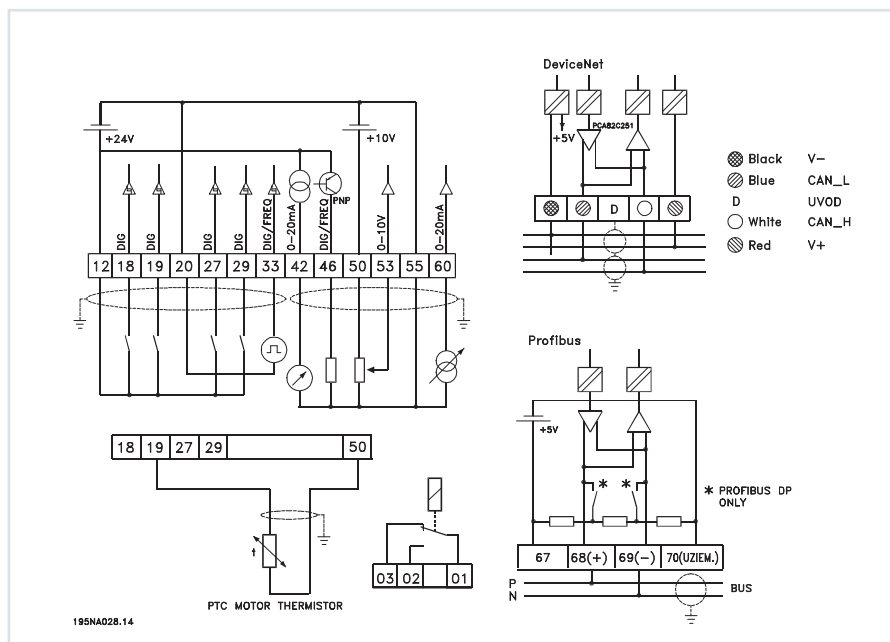 DeviceNet
+24V
+10V
+5V
PCA82C251
PNP
DIG
DIG
DIG
DIG
DIG/FREQ
0-20mA
DIG/FREQ
0-10V
0-20mA
12 18 19 20 27 29 33 42 46 50 53 55 60
D
Black V-
Blue CAN_L
D UVOD
White CAN_H
Red V+
Profibus
+5V
* *
* PROFIBUS DP
ONLY
67 68(+) 69(-) 70(UZIEM.)
P
N
BUS
18 19 27 29 50
t
03 02 01
PTC MOTOR THERMISTOR
195NA028.14